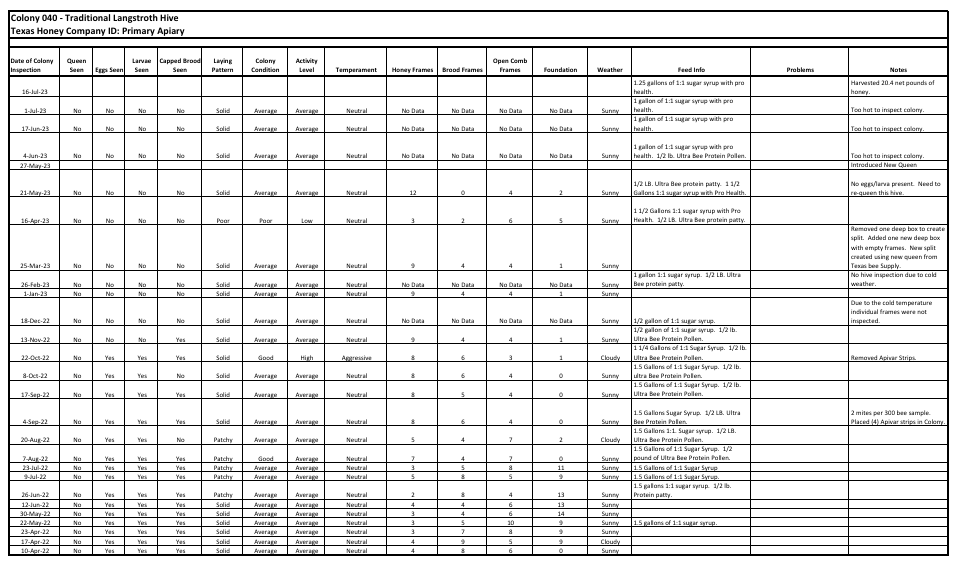 Colony 040 - Traditional Langstroth Hive
Texas Honey Company ID: Primary Apiary
Date of Colony Inspection Queen Seen Eggs Seen Larvae Seen Capped Brood Seen Laying Pattern Colony Condition Activity Level Temperament Honey Frames Brood Frames Open Comb Frames Foundation Weather Feed Info Problems Notes
16-Jul-23 1.25 gallons of 1:1 sugar syrup with pro health. Harvested 20.4 net pounds of honey.
1-Jul-23 No No No No Solid Average Average Neutral No Data No Data No Data No Data Sunny 1 gallon of 1:1 sugar syrup with pro health. Too hot to inspect colony.
17-Jun-23 No No No No Solid Average Average Neutral No Data No Data No Data No Data Sunny 1 gallon of 1:1 sugar syrup with pro health. Too hot to inspect colony.
4-Jun-23 No No No No Solid Average Average Neutral No Data No Data No Data No Data Sunny 1 gallon of 1:1 sugar syrup with pro health. 1/2 lb. Ultra Bee Protein Pollen. Too hot to inspect colony.
27-May-23 Introduced New Queen
21-May-23 No No No No Solid Average Average Neutral 12 0 4 2 Sunny 1/2 LB. Ultra Bee Protein patty. 1 1/2 Gallons 1:1 sugar syrup with Pro Health. No eggs/larva present. Need to re-queen this hive.
16-Apr-23 No No No No Poor Poor Low Neutral 3 2 6 5 Sunny 1 1/2 Gallons 1:1 sugar syrup with Pro Health. 1/2 LB. Ultra Bee Protein patty.
25-Mar-23 No No No No Solid Average Average Neutral 9 4 4 1 Sunny Removed one deep box to create split. Added one new deep box with empty frames. New split created using new queen from Texas bee Supply.
26-Feb-23 No No No No Solid Average Average Neutral No Data No Data No Data No Data Sunny 1 gallon 1:1 sugar syrup. 1/2 LB. Ultra Bee protein patty. No hive inspection due to cold weather.
1-Jan-23 No No No No Solid Average Average Neutral 9 4 4 1 Sunny
18-Dec-22 No No No No Solid Average Average Neutral No Data No Data No Data No Data Sunny 1/2 gallon of 1:1 sugar syrup. Due to the cold temperature individual frames were not inspected.
13-Nov-22 No No No Yes Solid Average Average Neutral 9 4 4 1 Sunny 1/2 gallon of 1:1 sugar syrup. 1/2 lb. Ultra Bee Protein Pollen.
22-Oct-22 No Yes Yes Yes Solid Good High Aggressive 8 6 3 1 Cloudy 1 1/4 Gallons of 1:1 Sugar Syrup. 1/2 lb. Ultra Bee Protein Pollen. Removed Apivar Strips.
8-Oct-22 No Yes Yes No Solid Average Average Neutral 8 6 4 0 Sunny 1.5 Gallons of 1:1 Sugar Syrup. 1/2 lb. ultra Bee Protein Pollen.
17-Sep-22 No Yes Yes Yes Solid Average Average Neutral 8 5 4 0 Sunny 1.5 Gallons of 1:1 Sugar Syrup. 1/2 lb. Ultra Bee Protein Pollen.
4-Sep-22 No Yes Yes Yes Solid Average Average Neutral 8 6 4 0 Sunny 1.5 Gallons Sugar Syrup. 1/2 LB. Ultra Bee Protein Pollen. 2 mites per 300 bee sample. Placed (4) Apivar strips in Colony.
20-Aug-22 No Yes Yes No Patchy Average Average Neutral 5 4 7 2 Cloudy 1.5 Gallons 1:1. Sugar Syrup. 1/2 LB. Ultra Bee Protein Pollen.
7-Aug-22 No Yes Yes Yes Patchy Good Average Neutral 7 4 7 0 Sunny 1.5 Gallons of 1:1 Sugar Syrup. 1/2 pound of Ultra Bee Protein Pollen.
23-Jul-22 No Yes Yes Yes Patchy Average Average Neutral 3 5 8 11 Sunny 1.5 Gallons of 1:1 Sugar Syrup
9-Jul-22 No Yes Yes Yes Patchy Average Average Neutral 5 8 5 9 Sunny 1.5 Gallons of 1:1 Sugar Syrup.
26-Jun-22 No Yes Yes Yes Patchy Average Average Neutral 2 8 4 13 Sunny 1.5 gallons 1:1 sugar syrup. 1/2 lb. Protein patty.
12-Jun-22 No Yes Yes Yes Solid Average Average Neutral 4 4 6 13 Sunny
30-May-22 No Yes Yes Yes Solid Average Average Neutral 3 4 6 14 Sunny
22-May-22 No Yes Yes Yes Solid Average Average Neutral 3 5 10 9 Sunny 1.5 gallons of 1:1 sugar syrup.
23-Apr-22 No Yes Yes Yes Solid Average Average Neutral 3 7 8 9 Sunny
17-Apr-22 No Yes Yes Yes Solid Average Average Neutral 4 9 5 9 Cloudy
10-Apr-22 No Yes Yes Yes Solid Average Average Neutral 4 8 6 0 Sunny